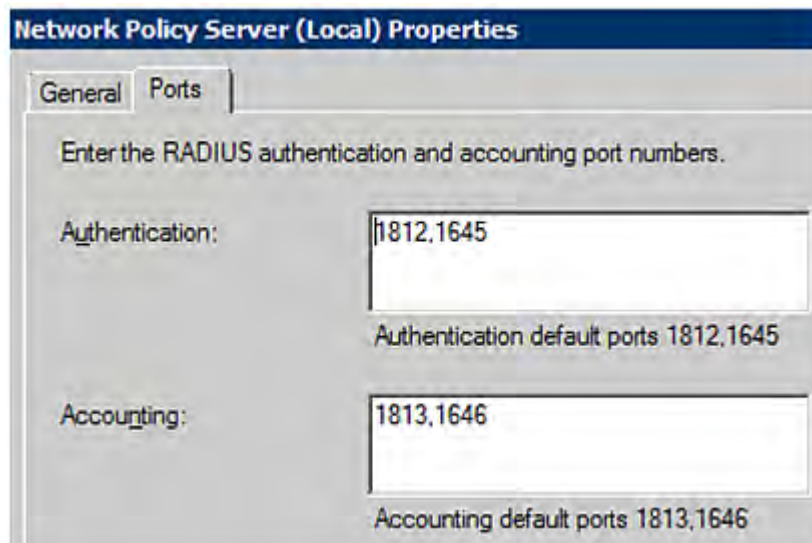 Network Policy Server (Local) Properties
General Ports
Enter the RADIUS authentication and accounting port numbers.
Authentication: 1812,1645
Authentication default ports 1812,1645
Accounting: 1813,1646
Accounting default ports 1813,1646